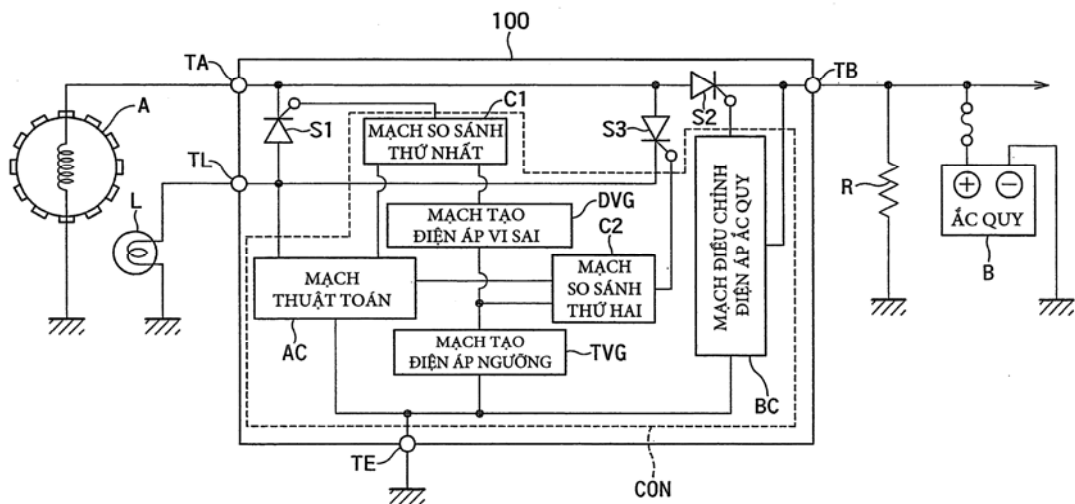 100
TA
TB
A
C1
S2
S1
S3
MẠCH SO SÁNH
THỨ NHẤT
TL
DVG
MẠCH TẠO
ĐIỆN ÁP VI SAI
C2
L
MẠCH
THUẬT TOÁN
MẠCH
SO SÁNH
THỨ HAI
MẠCH ĐIỀU CHỈNH
ĐIỆN ÁP ẮC QUY
R
+
−
ẮC QUY
B
AC
MẠCH TẠO
ĐIỆN ÁP NGƯỠNG
TVG
BC
TE
CON